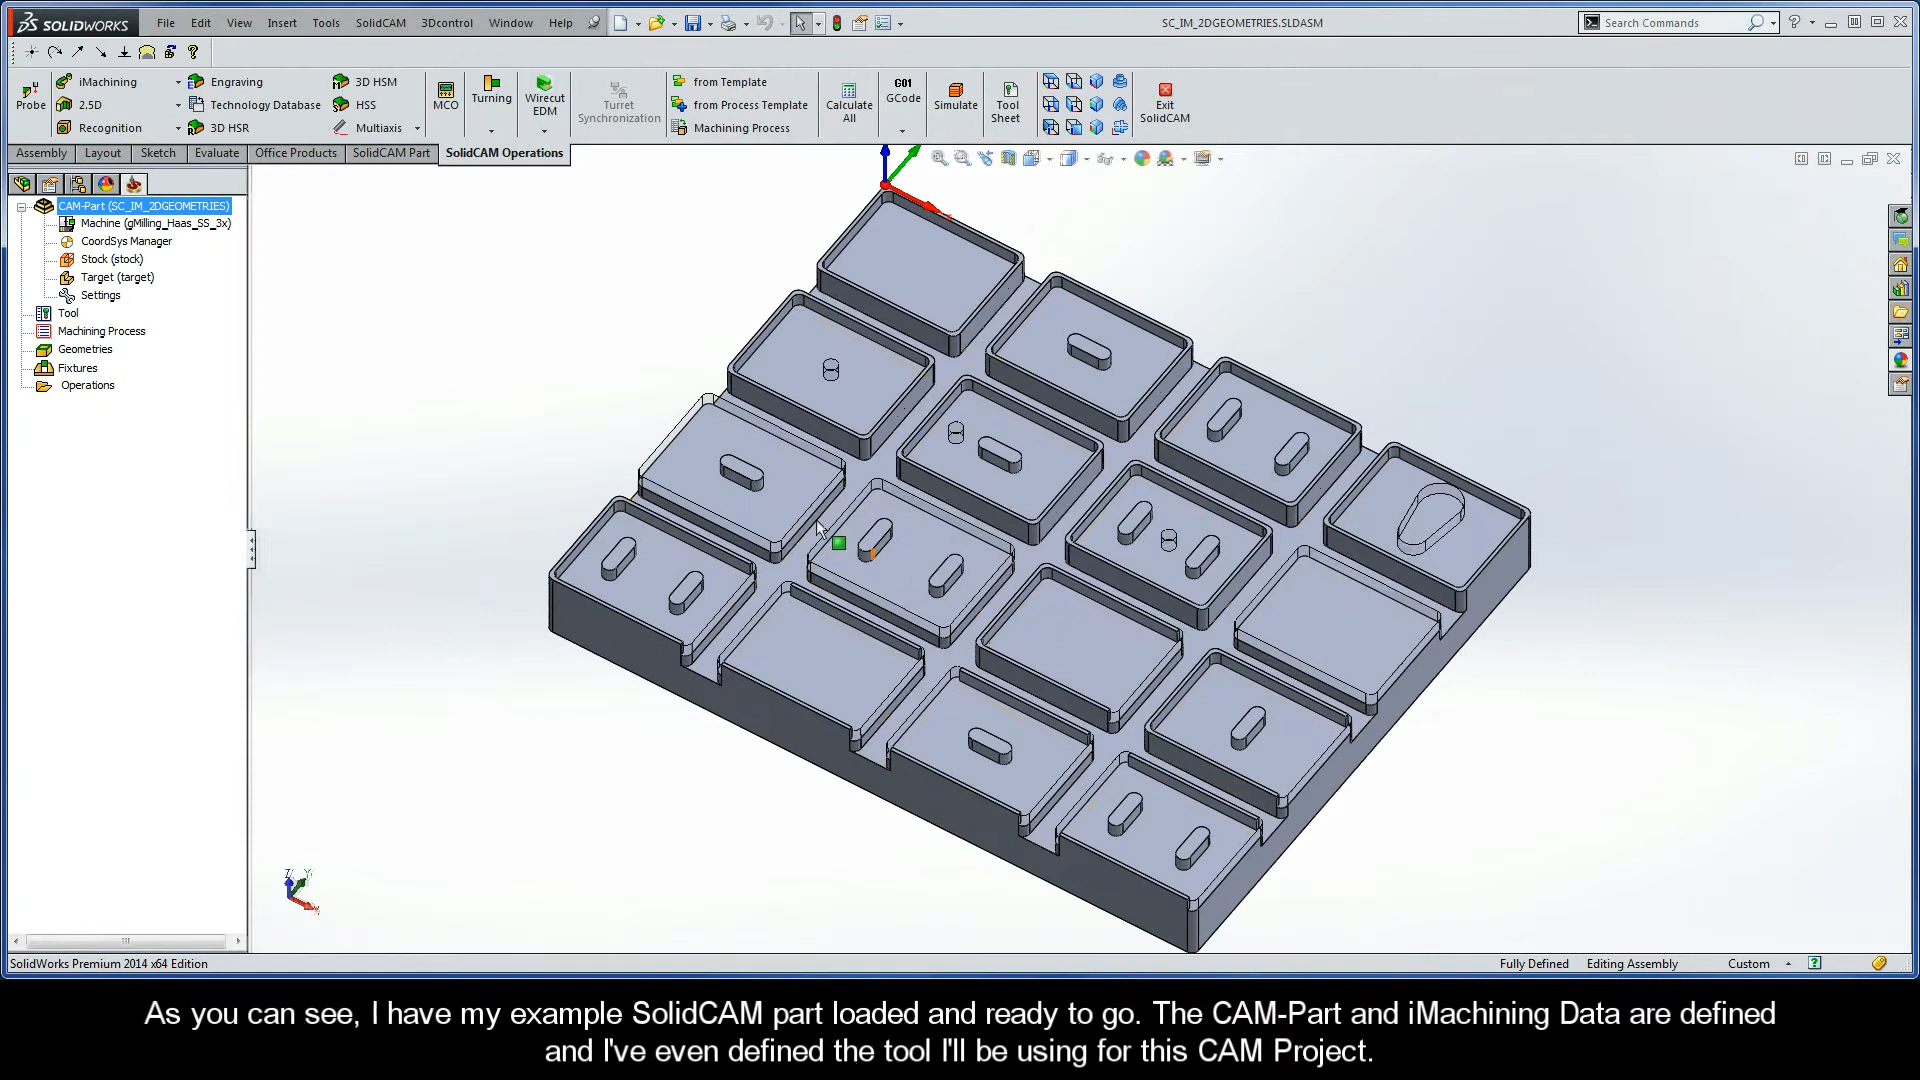 SOLIDWORKS File Edit View Insert Tools SolidCAM 3Dcontrol Window Help SC_IM_2DGEOMETRIES.SLDASM Search Commands
iMachining Engraving 3D HSM from Template
Probe 2.5D Technology Database HSS MCO Turning Wirecut EDM Turret Synchronization from Process Template Calculate All G01 GCode Simulate Tool Sheet Exit SolidCAM
Recognition 3D HSR Multiaxis Machining Process
Assembly Layout Sketch Evaluate Office Products SolidCAM Part SolidCAM Operations
CAM-Part (SC_IM_2DGEOMETRIES)
Machine (gMilling_Haas_SS_3x)
CoordSys Manager
Stock (stock)
Target (target)
Settings
Tool
Machining Process
Geometries
Fixtures
Operations
Z Y X
SolidWorks Premium 2014 x64 Edition Fully Defined Editing Assembly Custom
As you can see, I have my example SolidCAM part loaded and ready to go. The CAM-Part and iMachining Data are defined
and I've even defined the tool I'll be using for this CAM Project.